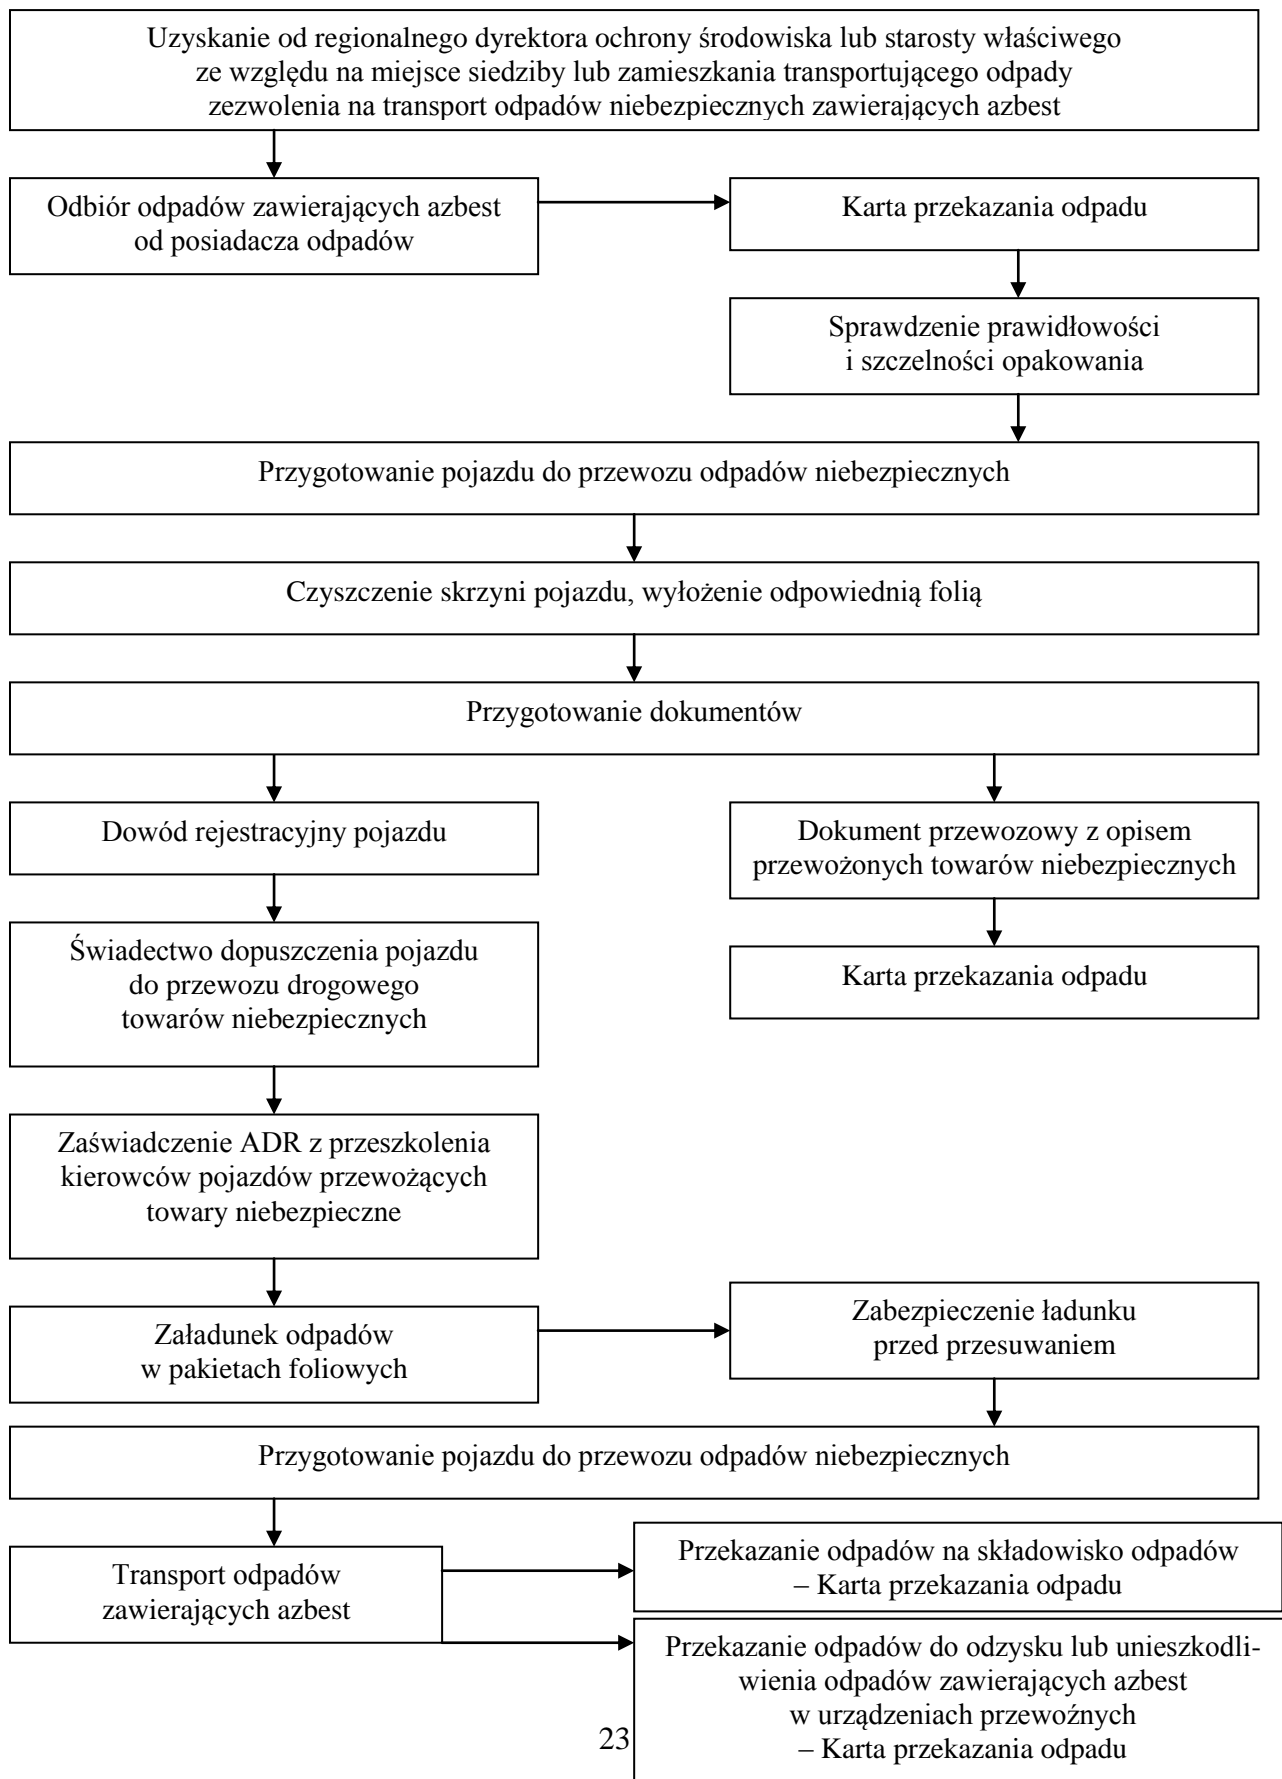 Uzyskanie od regionalnego dyrektora ochrony środowiska lub starosty właściwego
ze względu na miejsce siedziby lub zamieszkania transportującego odpady
zezwolenia na transport odpadów niebezpiecznych zawierających azbest
Odbiór odpadów zawierających azbest
od posiadacza odpadów
Karta przekazania odpadu
Sprawdzenie prawidłowości
i szczelności opakowania
Przygotowanie pojazdu do przewozu odpadów niebezpiecznych
Czyszczenie skrzyni pojazdu, wyłożenie odpowiednią folią
Przygotowanie dokumentów
Dowód rejestracyjny pojazdu
Świadectwo dopuszczenia pojazdu
do przewozu drogowego
towarów niebezpiecznych
Zaświadczenie ADR z przeszkolenia
kierowców pojazdów przewożących
towary niebezpieczne
Dokument przewozowy z opisem
przewożonych towarów niebezpiecznych
Karta przekazania odpadu
Załadunek odpadów
w pakietach foliowych
Zabezpieczenie ładunku
przed przesuwaniem
Przygotowanie pojazdu do przewozu odpadów niebezpiecznych
Transport odpadów
zawierających azbest
Przekazanie odpadów na składowisko odpadów
– Karta przekazania odpadu
Przekazanie odpadów do odzysku lub unieszkodli-
wienia odpadów zawierających azbest
w urządzeniach przewoźnych
– Karta przekazania odpadu
23